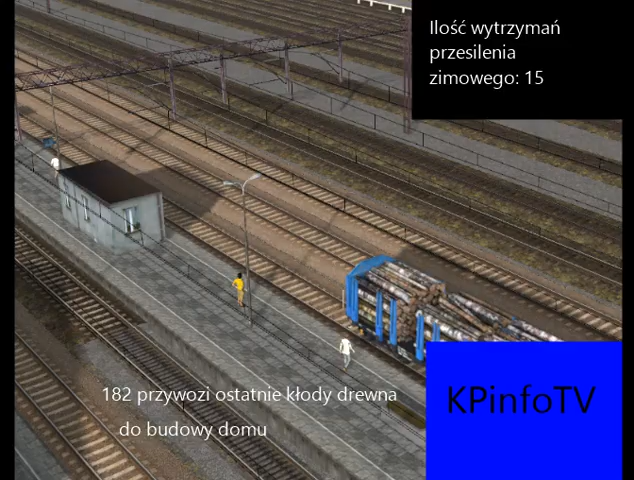 Ilość wytrzymań
przesilenia
zimowego: 15
182 przywozi ostatnie kłody drewna
do budowy domu
KPinfoTV